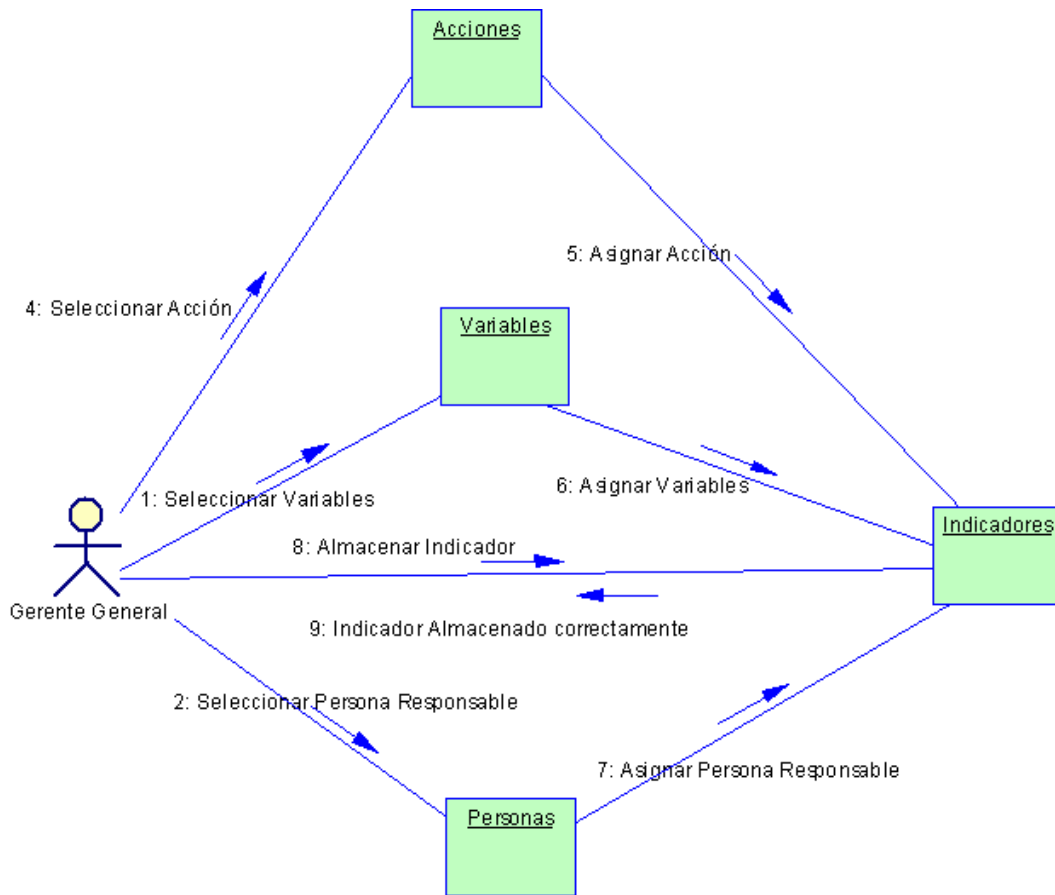 Acciones
5: Asignar Acción
4: Seleccionar Acción
Variables
6: Asignar Variables
1: Seleccionar Variables
Indicadores
8: Almacenar Indicador
Gerente General
9: Indicador Almacenado correctamente
2: Seleccionar Persona Responsable
7: Asignar Persona Responsable
Personas